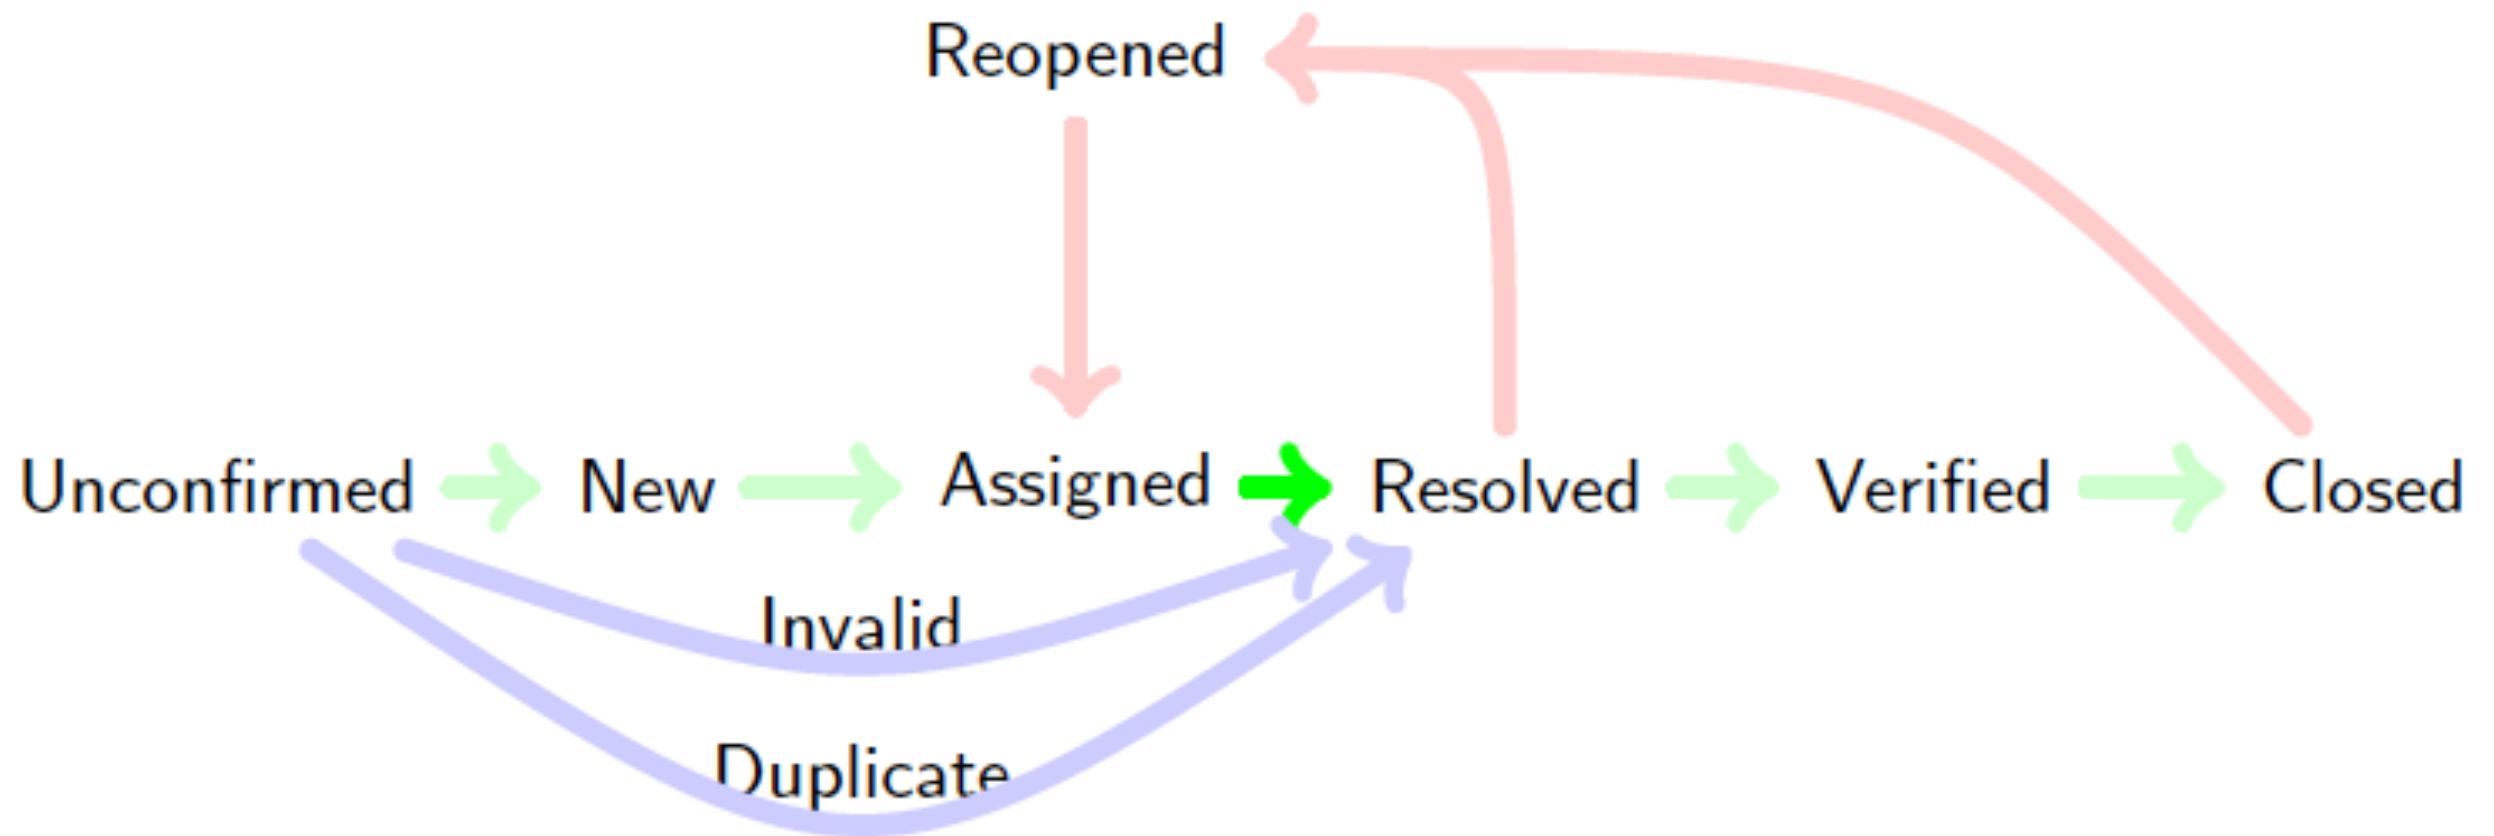 Reopened
Unconfirmed New Assigned Resolved Verified Closed
Invalid
Duplicate